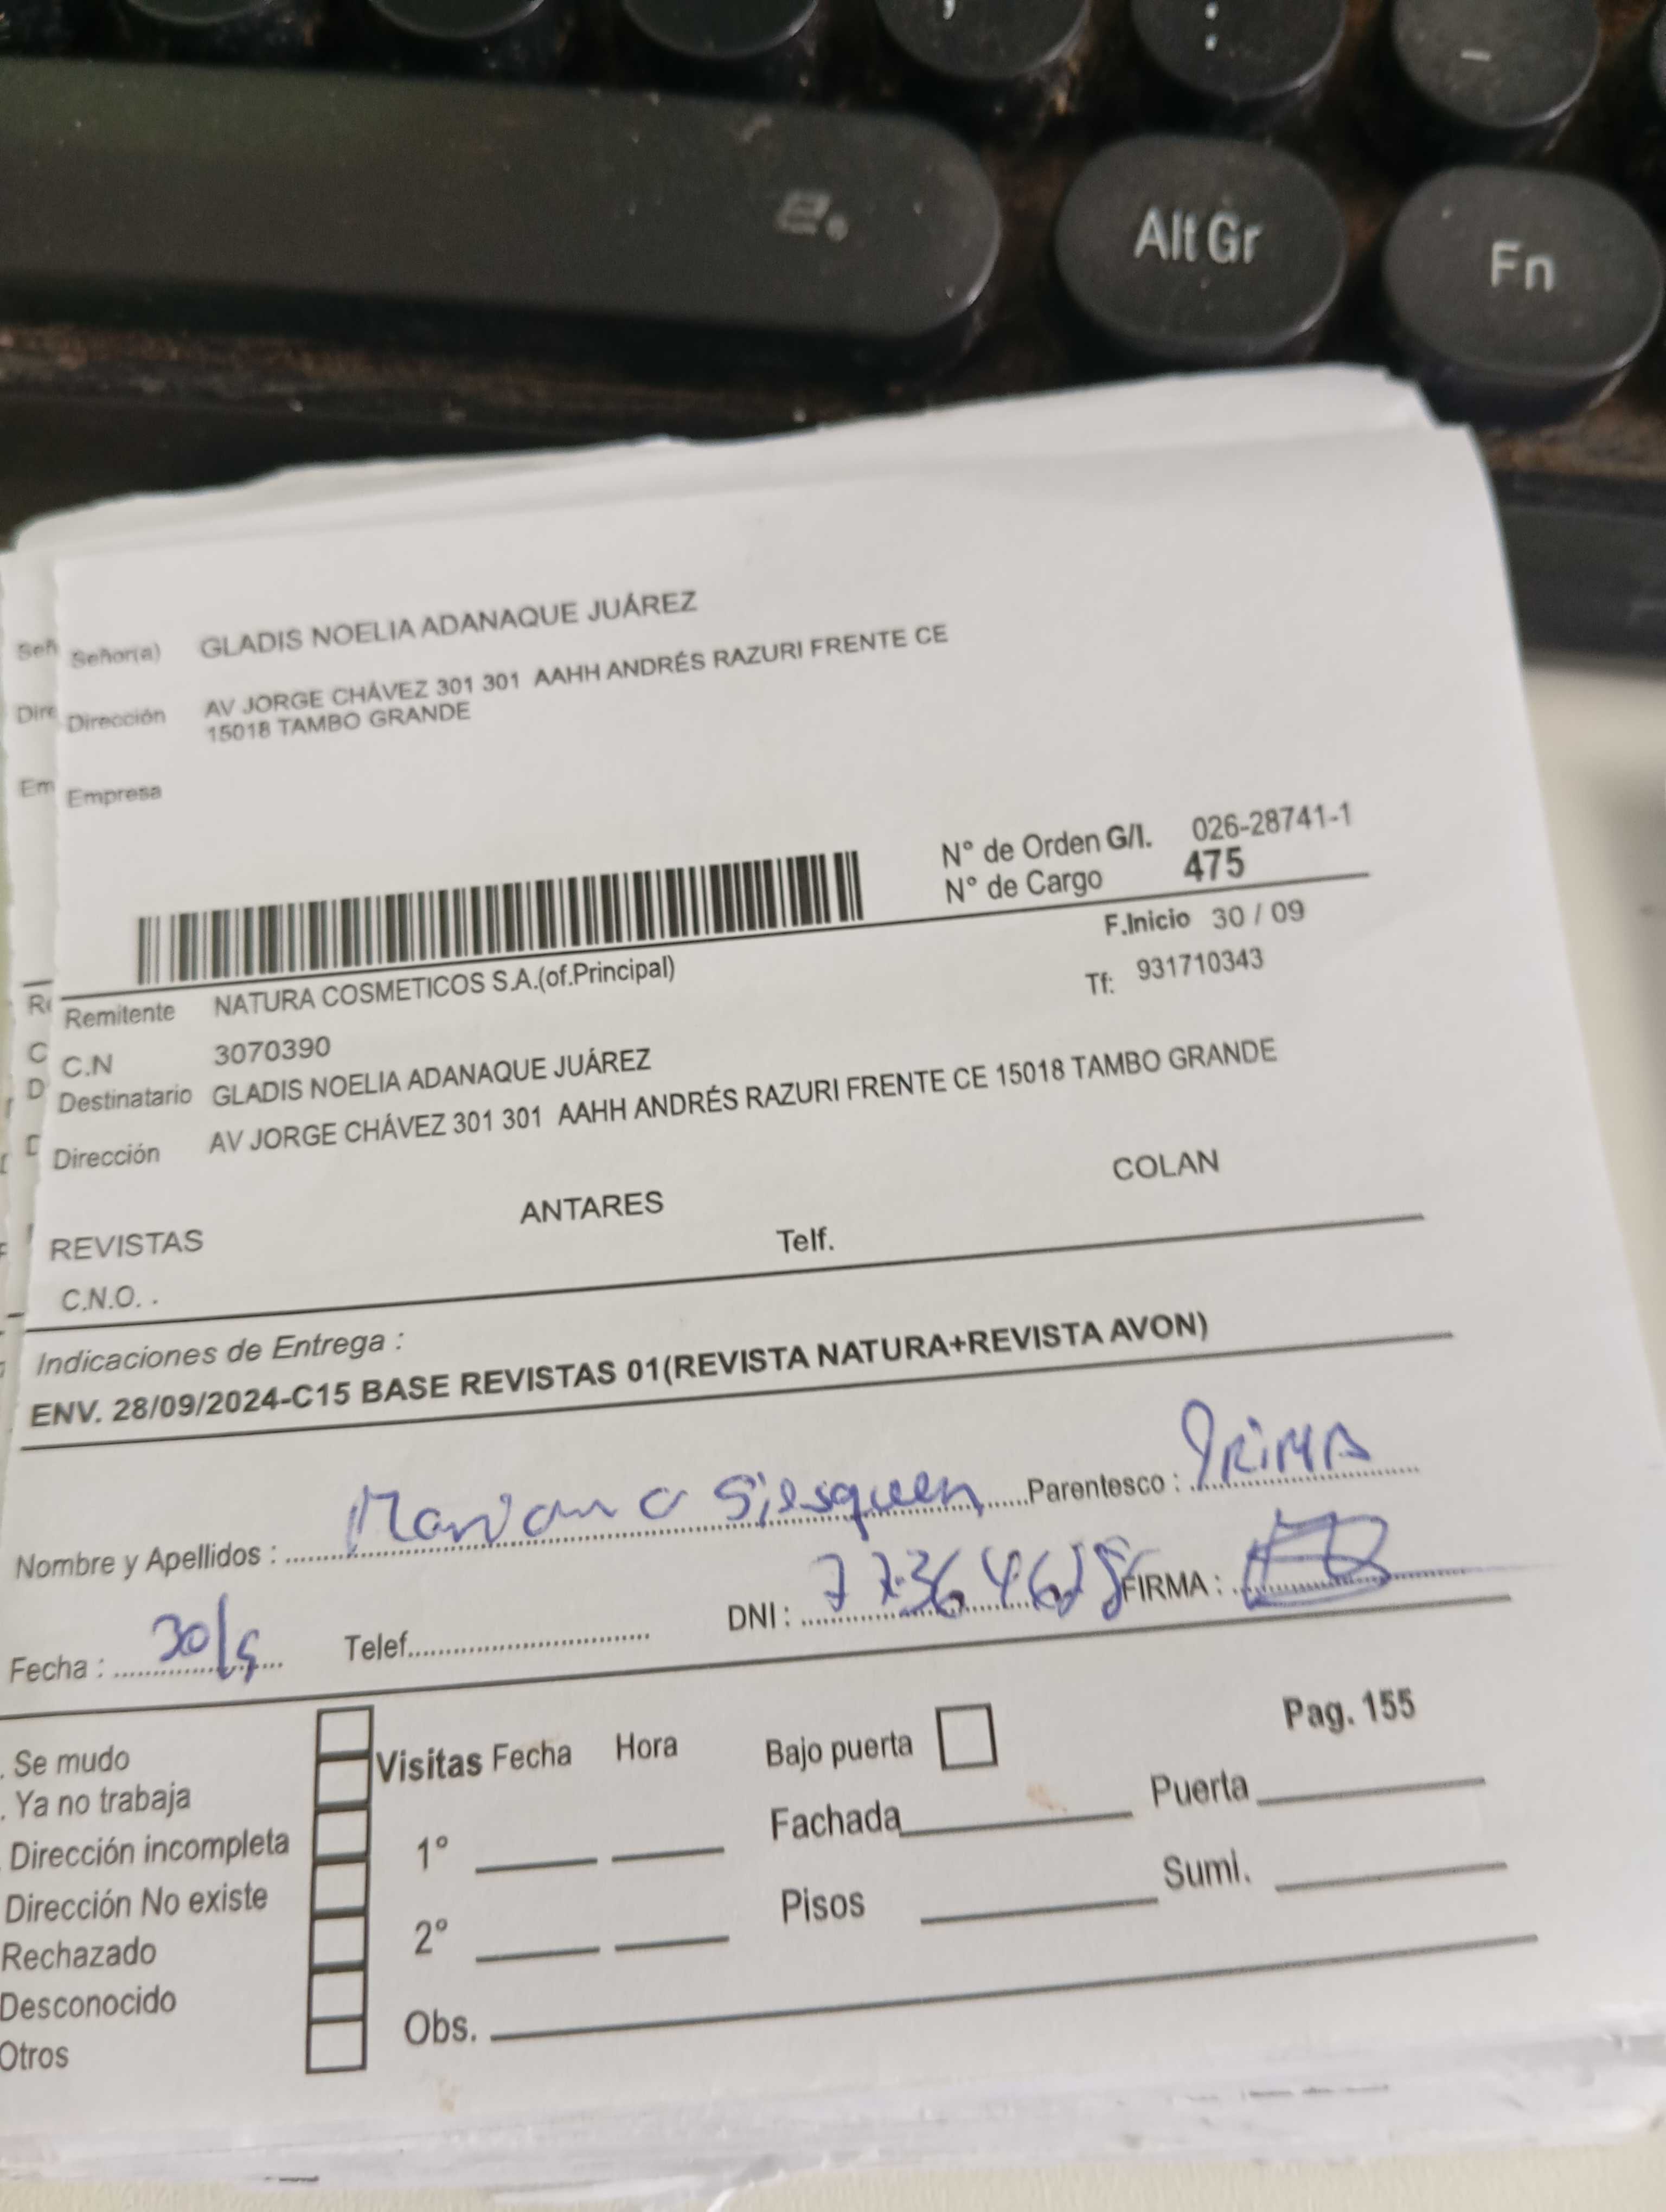 Alt Gr
Fn
Señor(a) GLADIS NOELIA ADANAQUE JUÁREZ
Dirección AV JORGE CHÁVEZ 301 301 AAHH ANDRÉS RAZURI FRENTE CE
15018 TAMBO GRANDE
Empresa
N° de Orden G/I. 026-28741-1
N° de Cargo 475
F.Inicio 30 / 09
Remitente NATURA COSMETICOS S.A.(of.Principal) Tf: 931710343
C.N 3070390
Destinatario GLADIS NOELIA ADANAQUE JUÁREZ
Dirección AV JORGE CHÁVEZ 301 301 AAHH ANDRÉS RAZURI FRENTE CE 15018 TAMBO GRANDE
REVISTAS ANTARES COLAN
C.N.O. . Telf.
Indicaciones de Entrega :
ENV. 28/09/2024-C15 BASE REVISTAS 01(REVISTA NATURA+REVISTA AVON)
Nombre y Apellidos : Parentesco : PRIMA
Fecha : 30/9 Telef. DNI : FIRMA :
Pag. 155
. Se mudo Visitas Fecha Hora Bajo puerta
. Ya no trabaja Fachada Puerta
Dirección incompleta 1°
Dirección No existe Pisos Sumi.
Rechazado 2°
Desconocido
Otros Obs.